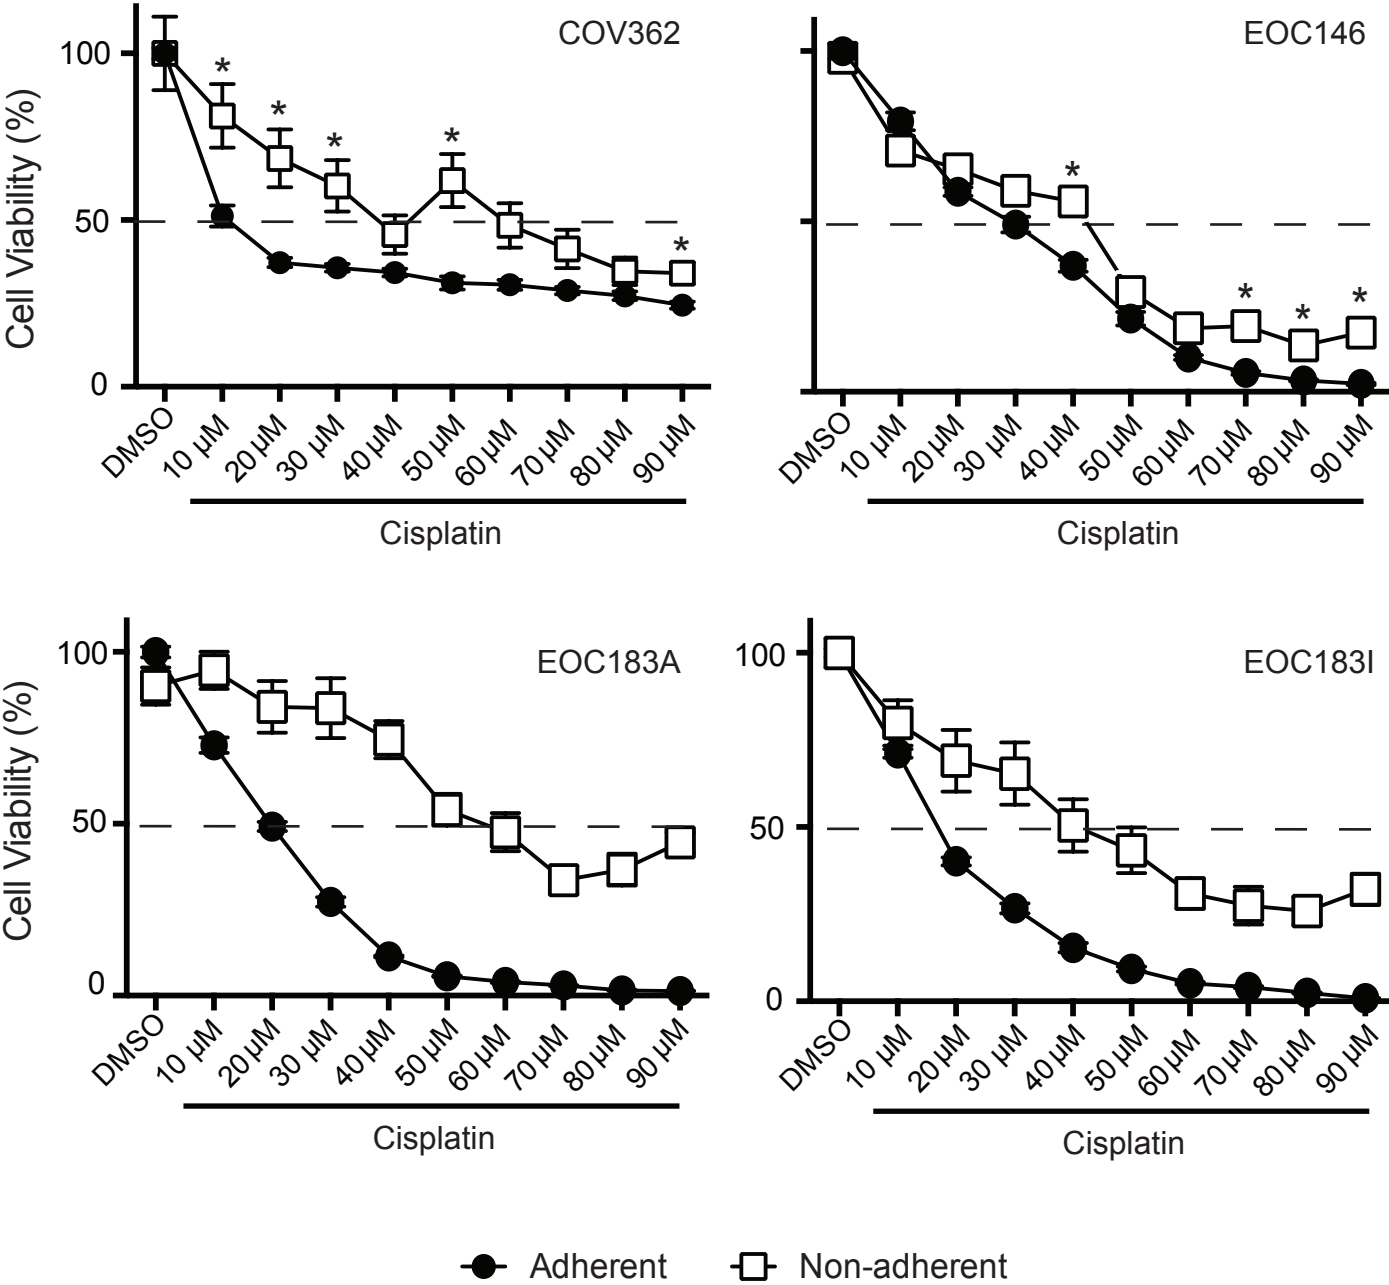 COV362
Cell Viability (%)
100
50
0
* * * * *
DMSO 10 µM 20 µM 30 µM 40 µM 50 µM 60 µM 70 µM 80 µM 90 µM
Cisplatin
EOC146
* * * *
DMSO 10 µM 20 µM 30 µM 40 µM 50 µM 60 µM 70 µM 80 µM 90 µM
Cisplatin
EOC183A
Cell Viability (%)
100
50
0
DMSO 10 µM 20 µM 30 µM 40 µM 50 µM 60 µM 70 µM 80 µM 90 µM
Cisplatin
EOC183I
100
50
0
DMSO 10 µM 20 µM 30 µM 40 µM 50 µM 60 µM 70 µM 80 µM 90 µM
Cisplatin
Adherent Non-adherent